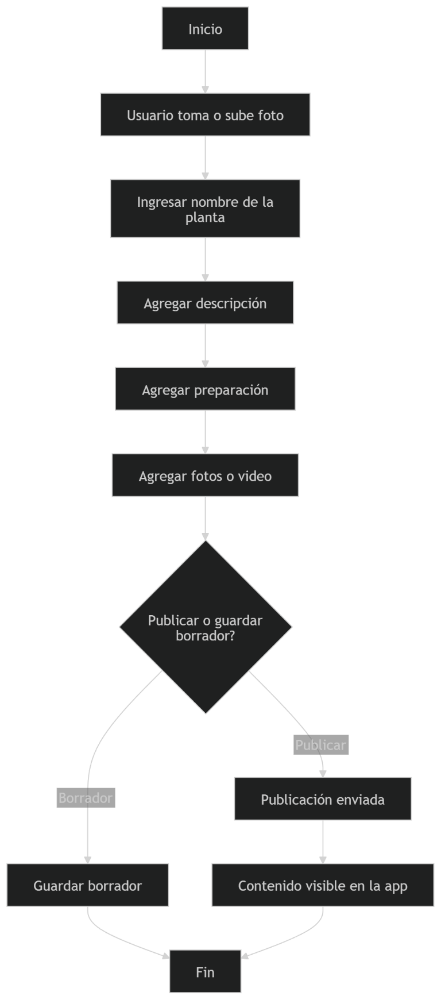 Inicio
Usuario toma o sube foto
Ingresar nombre de la
planta
Agregar descripción
Agregar preparación
Agregar fotos o video
Publicar o guardar
borrador?
Publicar
Borrador
Publicación enviada
Guardar borrador
Contenido visible en la app
Fin